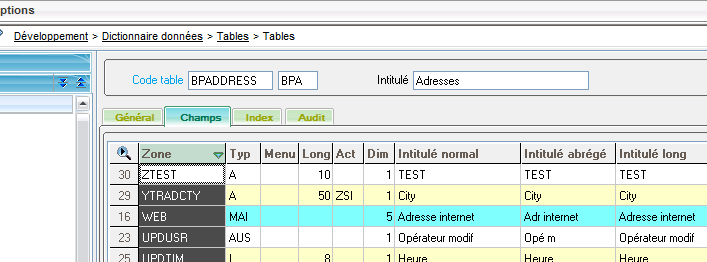 ptions
Développement > Dictionnaire données > Tables > Tables
Code table BPADDRESS BPA Intitulé Adresses
Général Champs Index Audit
Zone Typ Menu Long Act Dim Intitulé normal Intitulé abrégé Intitulé long
30 ZTEST A 10 1 TEST TEST TEST
29 YTRADCTY A 50 ZSI 1 City City City
16 WEB MAI 5 Adresse internet Adr internet Adresse internet
23 UPDUSR AUS 1 Opérateur modif Opé m Opérateur modif
25 UPDTIM L 8 1 Heure Heure Heure